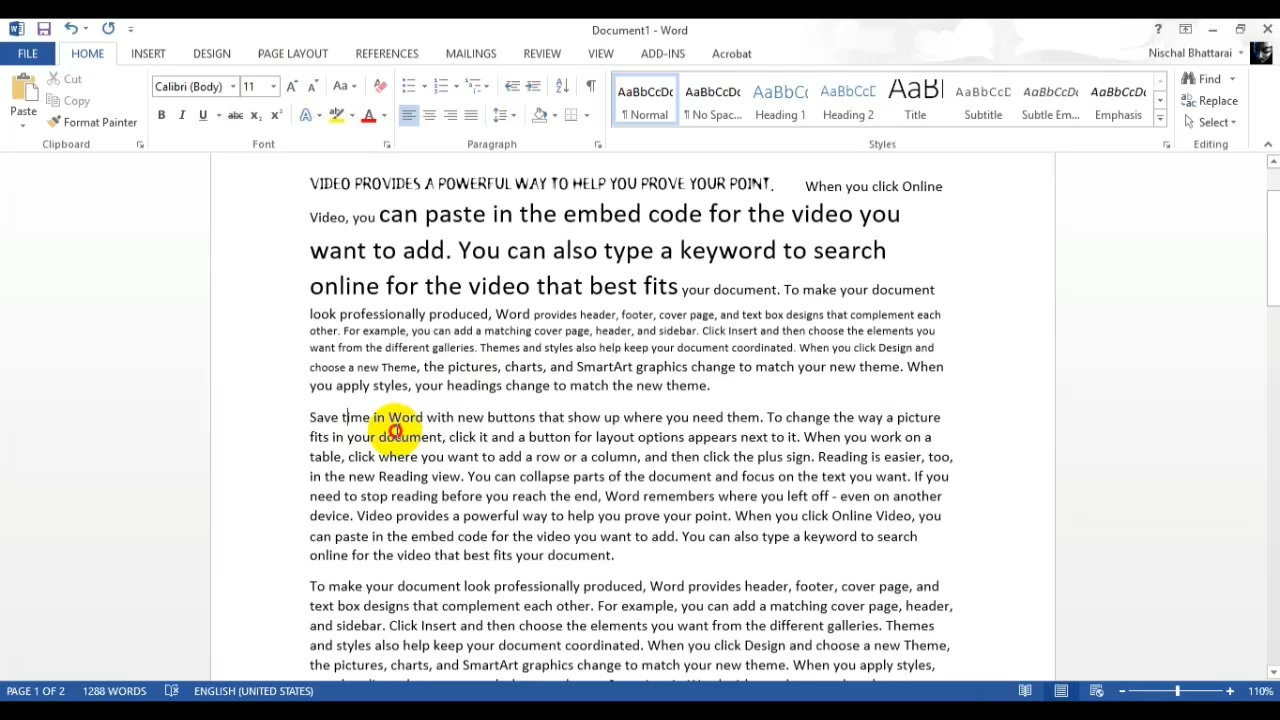 Document1 - Word
FILE HOME INSERT DESIGN PAGE LAYOUT REFERENCES MAILINGS REVIEW VIEW ADD-INS Acrobat Nischal Bhattarai
Paste
Cut
Copy
Format Painter
Calibri (Body) 11
Aa
B I U abc X₂ X² A
AaBbCcDc AaBbCcDc AaBbCc AaBbCcD AaBl AaBbCcD AaBbCcDc AaBbCcDc
¶ Normal ¶ No Spac... Heading 1 Heading 2 Title Subtitle Subtle Em... Emphasis
Find
Replace
Select
Clipboard Font Paragraph Styles Editing
VIDEO PROVIDES A POWERFUL WAY TO HELP YOU PROVE YOUR POINT. When you click Online
Video, you can paste in the embed code for the video you
want to add. You can also type a keyword to search
online for the video that best fits your document. To make your document
look professionally produced, Word provides header, footer, cover page, and text box designs that complement each
other. For example, you can add a matching cover page, header, and sidebar. Click Insert and then choose the elements you
want from the different galleries. Themes and styles also help keep your document coordinated. When you click Design and
choose a new Theme, the pictures, charts, and SmartArt graphics change to match your new theme. When
you apply styles, your headings change to match the new theme.
Save time in Word with new buttons that show up where you need them. To change the way a picture
fits in your document, click it and a button for layout options appears next to it. When you work on a
table, click where you want to add a row or a column, and then click the plus sign. Reading is easier, too,
in the new Reading view. You can collapse parts of the document and focus on the text you want. If you
need to stop reading before you reach the end, Word remembers where you left off - even on another
device. Video provides a powerful way to help you prove your point. When you click Online Video, you
can paste in the embed code for the video you want to add. You can also type a keyword to search
online for the video that best fits your document.
To make your document look professionally produced, Word provides header, footer, cover page, and
text box designs that complement each other. For example, you can add a matching cover page, header,
and sidebar. Click Insert and then choose the elements you want from the different galleries. Themes
and styles also help keep your document coordinated. When you click Design and choose a new Theme,
the pictures, charts, and SmartArt graphics change to match your new theme. When you apply styles,
PAGE 1 OF 2 1288 WORDS ENGLISH (UNITED STATES) 110%